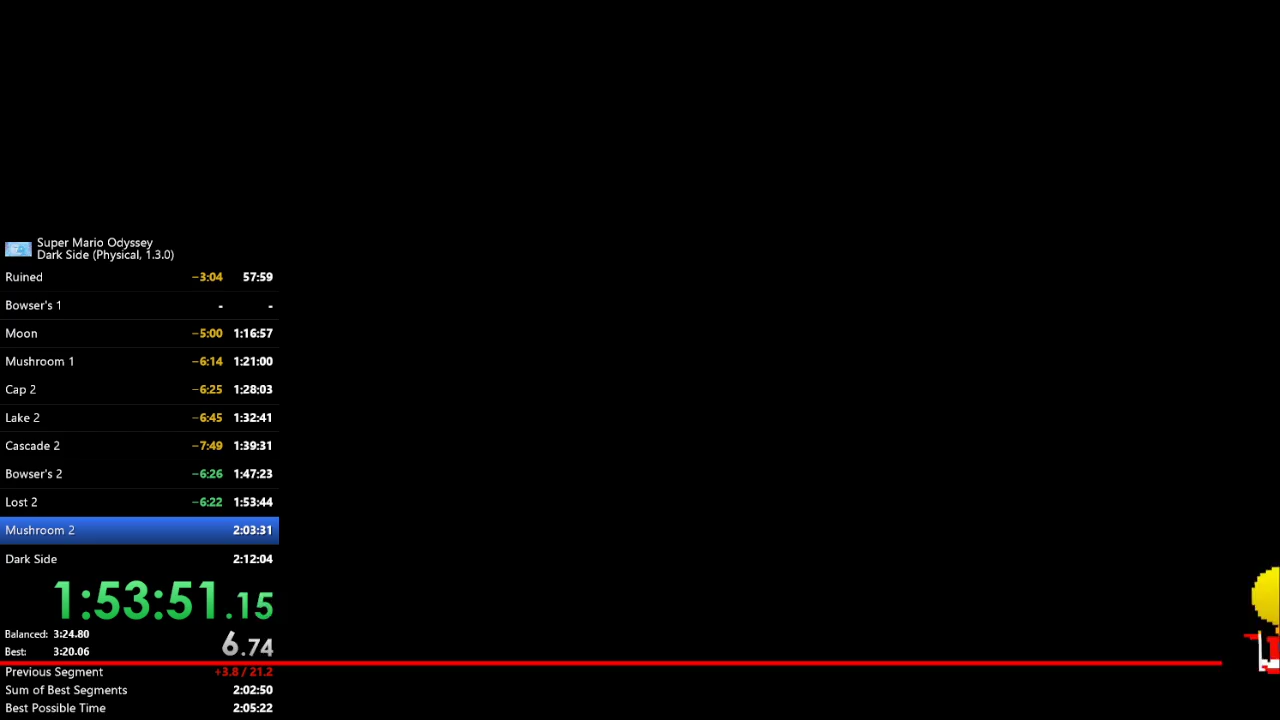 Super Mario Odyssey
Dark Side (Physical, 1.3.0)
Ruined −3:04 57:59
Bowser's 1 - -
Moon −5:00 1:16:57
Mushroom 1 −6:14 1:21:00
Cap 2 −6:25 1:28:03
Lake 2 −6:45 1:32:41
Cascade 2 −7:49 1:39:31
Bowser's 2 −6:26 1:47:23
Lost 2 −6:22 1:53:44
Mushroom 2 2:03:31
Dark Side 2:12:04
1:53:51.15
Balanced: 3:24.80
Best: 3:20.06
6.74
Previous Segment +3.8 / 21.2
Sum of Best Segments 2:02:50
Best Possible Time 2:05:22